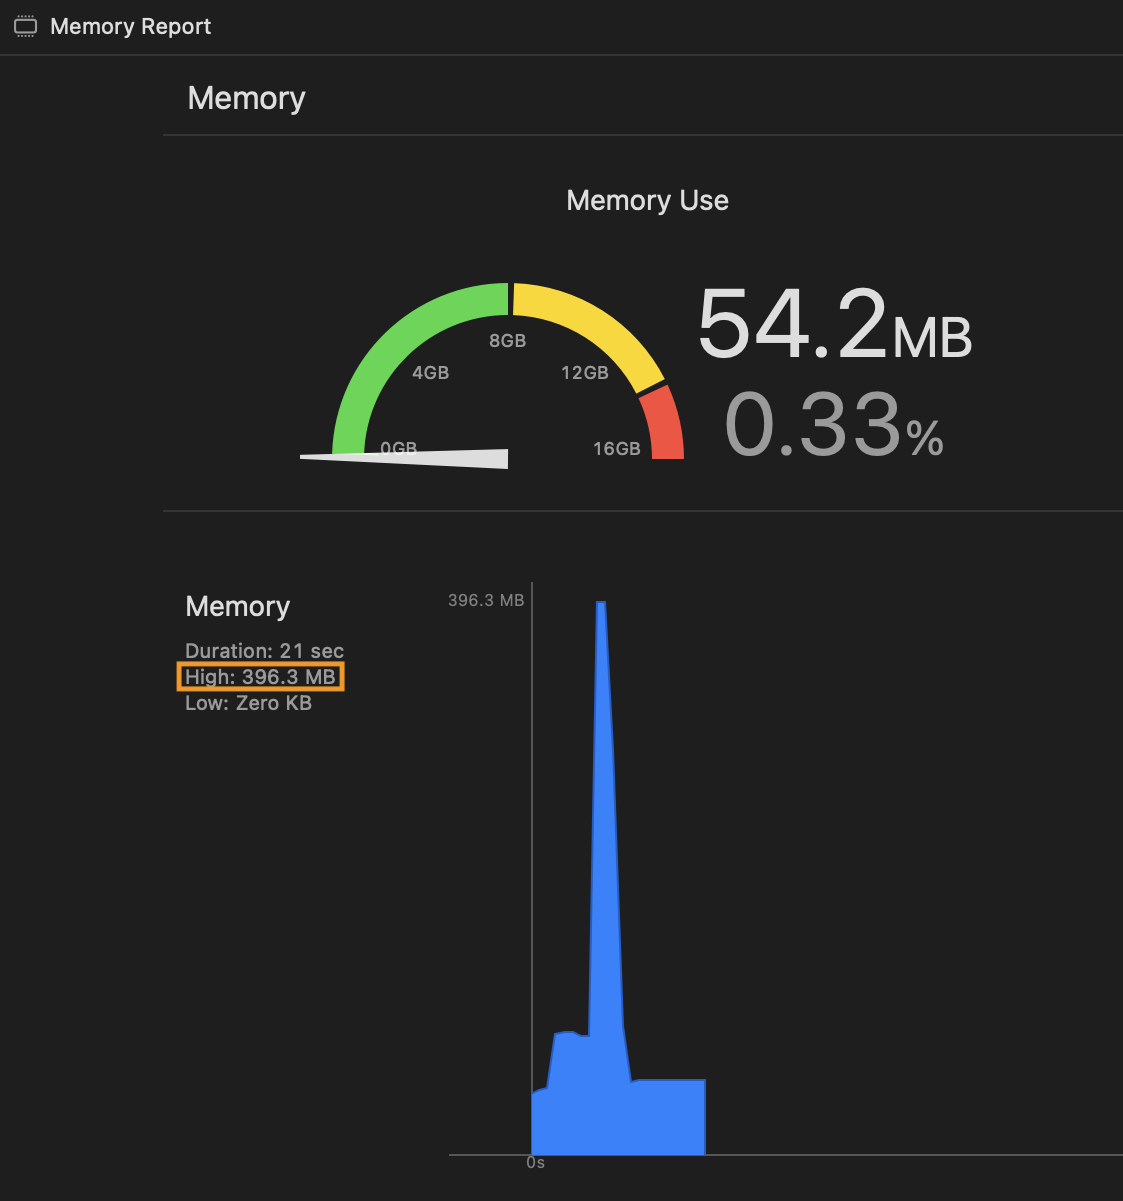 Memory Report
Memory
Memory Use
54.2MB
0.33%
0GB
4GB
8GB
12GB
16GB
Memory
Duration: 21 sec
High: 396.3 MB
Low: Zero KB
396.3 MB
0s